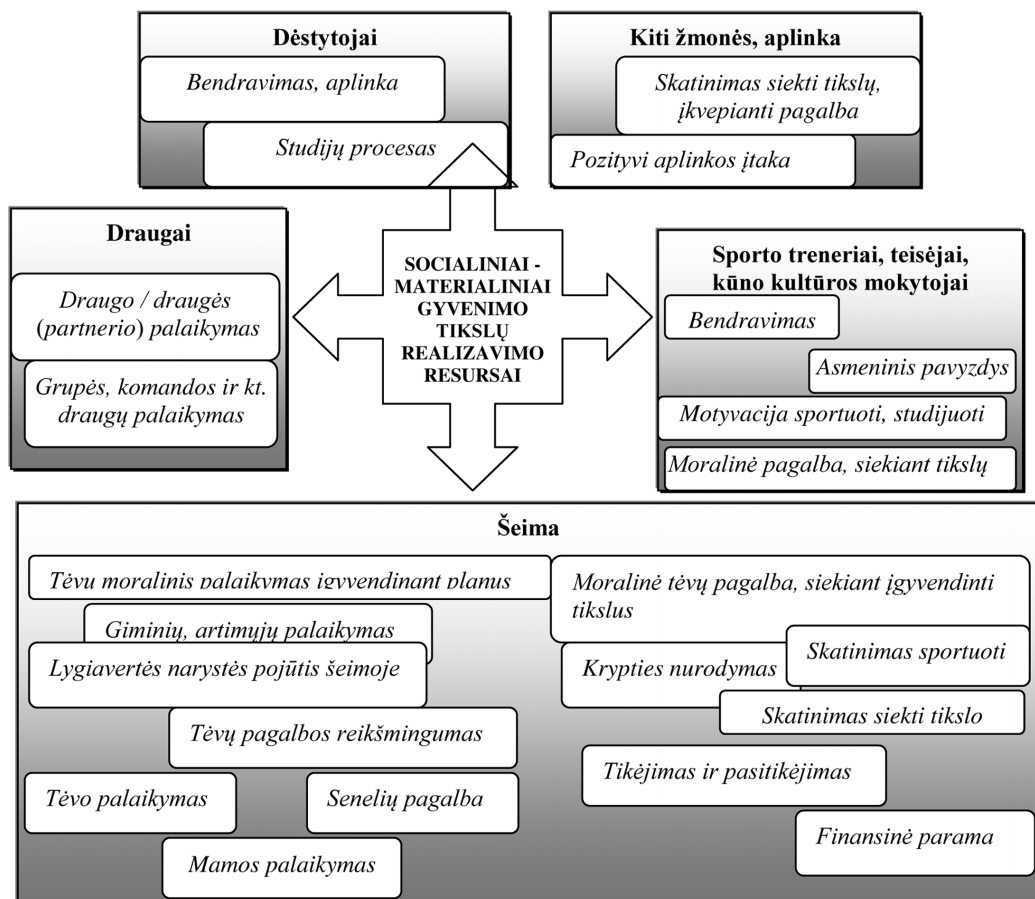 Dėstytojai
Bendravimas, aplinka
Studijų procesas
Kiti žmonės, aplinka
Skatinimas siekti tikslų,
įkvepianti pagalba
Pozityvi aplinkos įtaka
Draugai
Draugo / draugės
(partnerio) palaikymas
Grupės, komandos ir kt.
draugų palaikymas
SOCIALINIAI -
MATERIALINIAI
GYVENIMO
TIKSLŲ
REALIZAVIMO
RESURSAI
Sporto treneriai, teisėjai,
kūno kultūros mokytojai
Bendravimas
Asmeninis pavyzdys
Motyvacija sportuoti, studijuoti
Moralinė pagalba, siekiant tikslų
Šeima
Tėvų moralinis palaikymas įgyvendinant planus
Giminių, artimųjų palaikymas
Lygiavertės narystės pojūtis šeimoje
Tėvų pagalbos reikšmingumas
Tėvo palaikymas
Senelių pagalba
Mamos palaikymas
Moralinė tėvų pagalba, siekiant įgyvendinti
tikslus
Skatinimas sportuoti
Krypties nurodymas
Skatinimas siekti tikslo
Tikėjimas ir pasitikėjimas
Finansinė parama